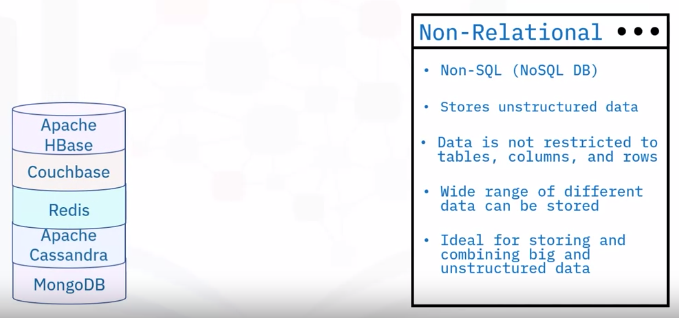 Non-Relational
• Non-SQL (NoSQL DB)
• Stores unstructured data
• Data is not restricted to
tables, columns, and rows
• Wide range of different
data can be stored
• Ideal for storing and
combining big and
unstructured data
Apache
HBase
Couchbase
Redis
Apache
Cassandra
MongoDB